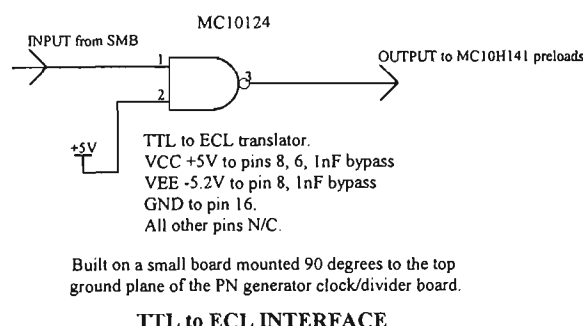 MC10124
INPUT from SMB
OUTPUT to MC10H141 preloads
1
3
2
+5V
TTL to ECL translator.
VCC +5V to pins 8, 6, 1nF bypass
VEE -5.2V to pin 8, 1nF bypass
GND to pin 16.
All other pins N/C.
Built on a small board mounted 90 degrees to the top
ground plane of the PN generator clock/divider board.
TTL to ECL INTERFACE